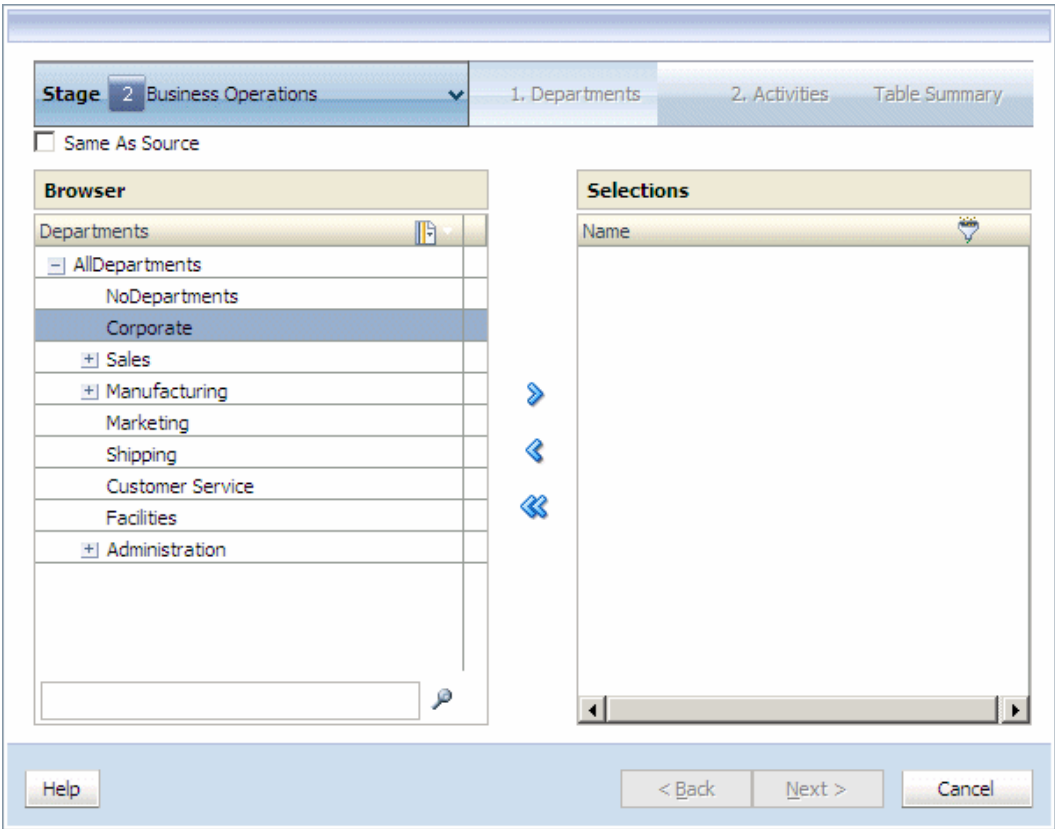 Stage 2 Business Operations 1. Departments 2. Activities Table Summary
Same As Source
Browser Selections
Departments Name
AllDepartments
NoDepartments
Corporate
Sales
Manufacturing
Marketing
Shipping
Customer Service
Facilities
Administration
Help < Back Next > Cancel